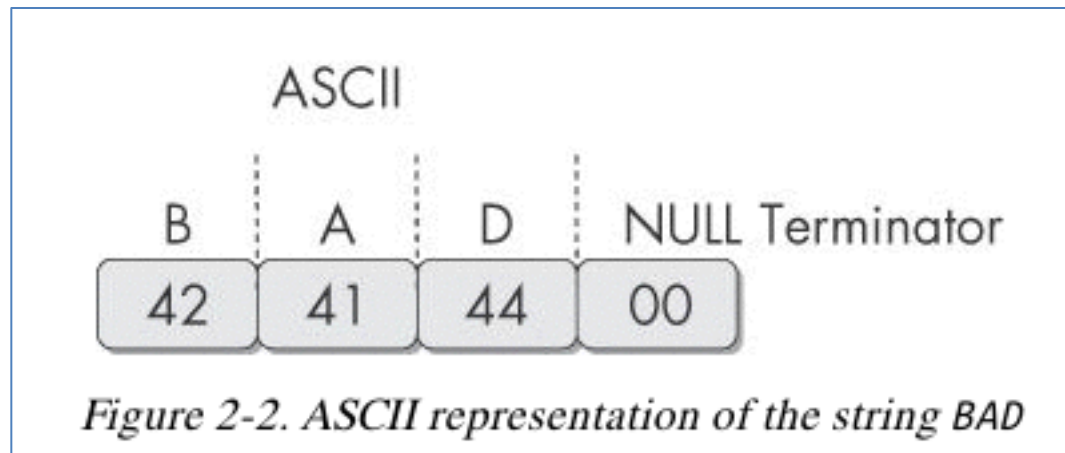 ASCII
B A D NULL Terminator
42 41 44 00
Figure 2-2. ASCII representation of the string BAD